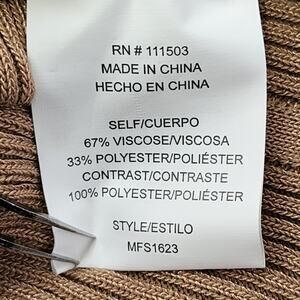 RN # 111503
MADE IN CHINA
HECHO EN CHINA
SELF/CUERPO
67% VISCOSE/VISCOSA
33% POLYESTER/POLIÉSTER
CONTRAST/CONTRASTE
100% POLYESTER/POLIÉSTER
STYLE/ESTILO
MFS1623